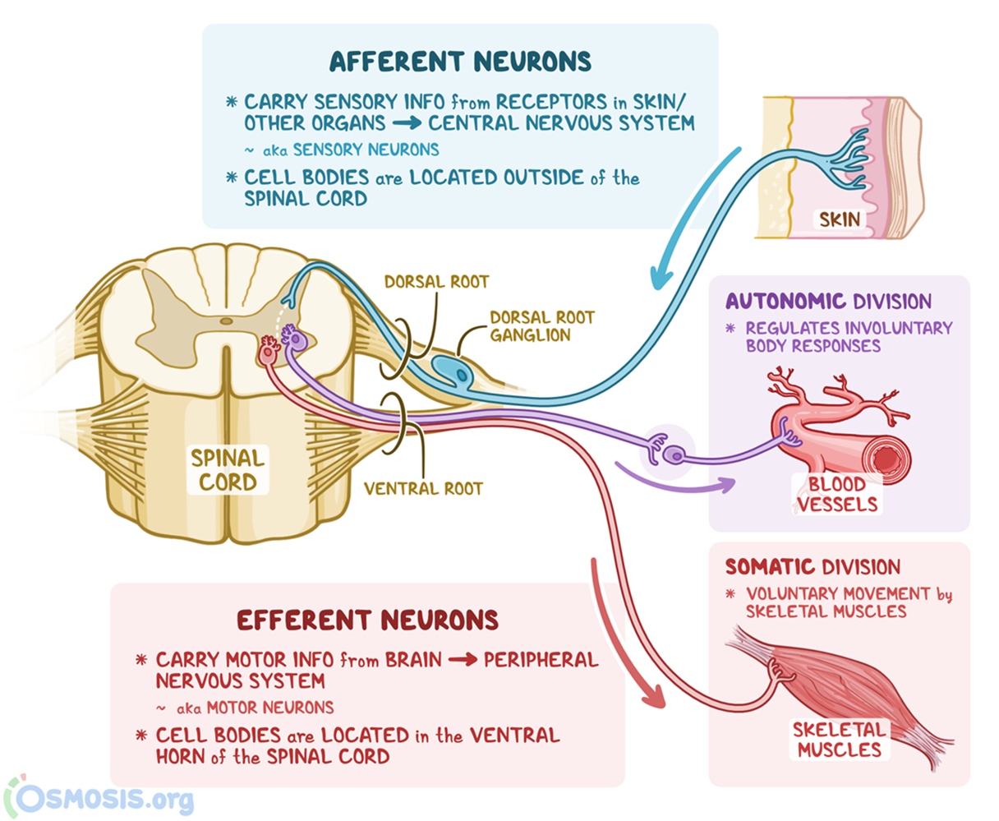 AFFERENT NEURONS
* CARRY SENSORY INFO from RECEPTORS in SKIN/
OTHER ORGANS → CENTRAL NERVOUS SYSTEM
~ aka SENSORY NEURONS
* CELL BODIES are LOCATED OUTSIDE of the
SPINAL CORD
SKIN
DORSAL ROOT
DORSAL ROOT
GANGLION
AUTONOMIC DIVISION
* REGULATES INVOLUNTARY
BODY RESPONSES
SPINAL
CORD
VENTRAL ROOT
BLOOD
VESSELS
SOMATIC DIVISION
* VOLUNTARY MOVEMENT by
SKELETAL MUSCLES
EFFERENT NEURONS
* CARRY MOTOR INFO from BRAIN → PERIPHERAL
NERVOUS SYSTEM
~ aka MOTOR NEURONS
* CELL BODIES are LOCATED in the VENTRAL
HORN of the SPINAL CORD
SKELETAL
MUSCLES
OSMOSIS.org